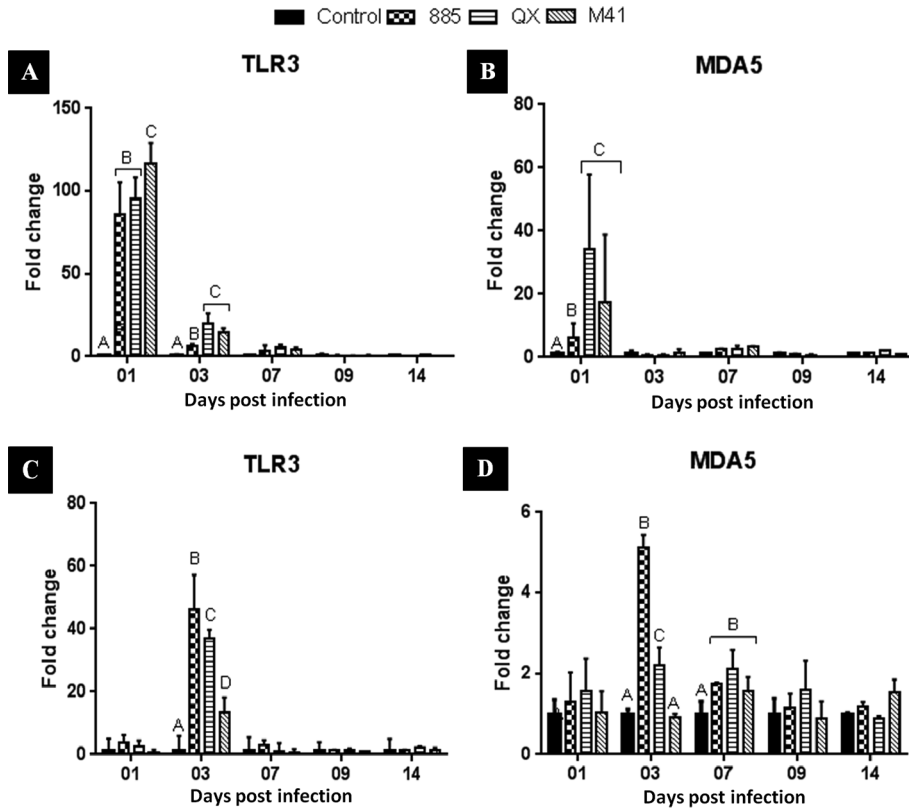 Control 885 QX M41
A
TLR3
150
100
50
0
Fold change
A
B
C
A
B
C
01 03 07 09 14
Days post infection
B
MDA5
80
60
40
20
0
Fold change
A
B
C
01 03 07 09 14
Days post infection
C
TLR3
80
60
40
20
0
Fold change
A
B
C
D
01 03 07 09 14
Days post infection
D
MDA5
6
4
2
0
Fold change
A
B
C
A
A
B
01 03 07 09 14
Days post infection